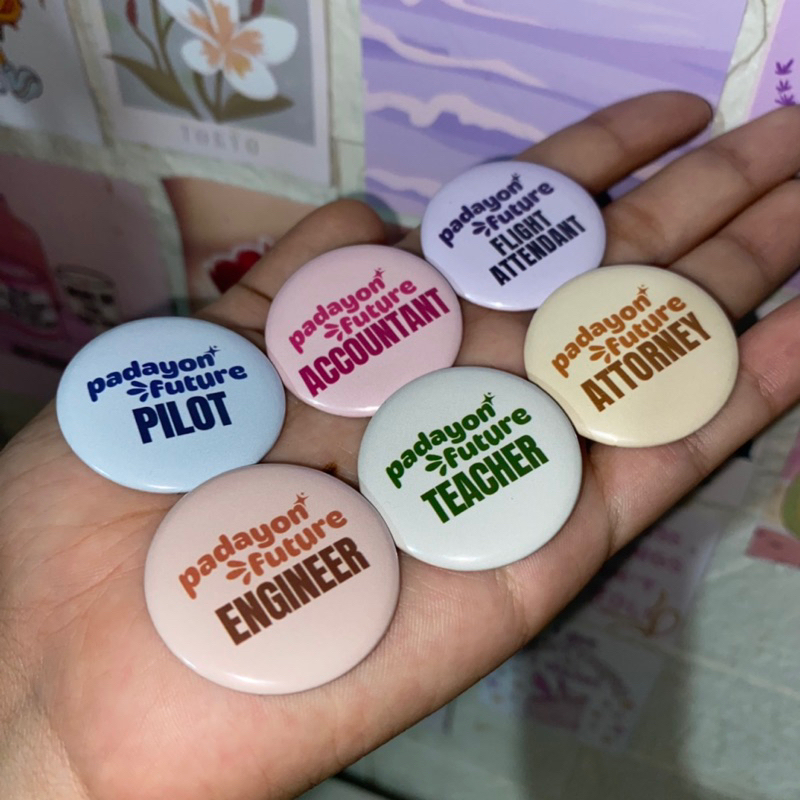 TOKYO
padayon
future
FLIGHT
ATTENDANT
padayon
future
ACCOUNTANT
padayon
future
ATTORNEY
padayon
future
PILOT
padayon
future
TEACHER
padayon
future
ENGINEER